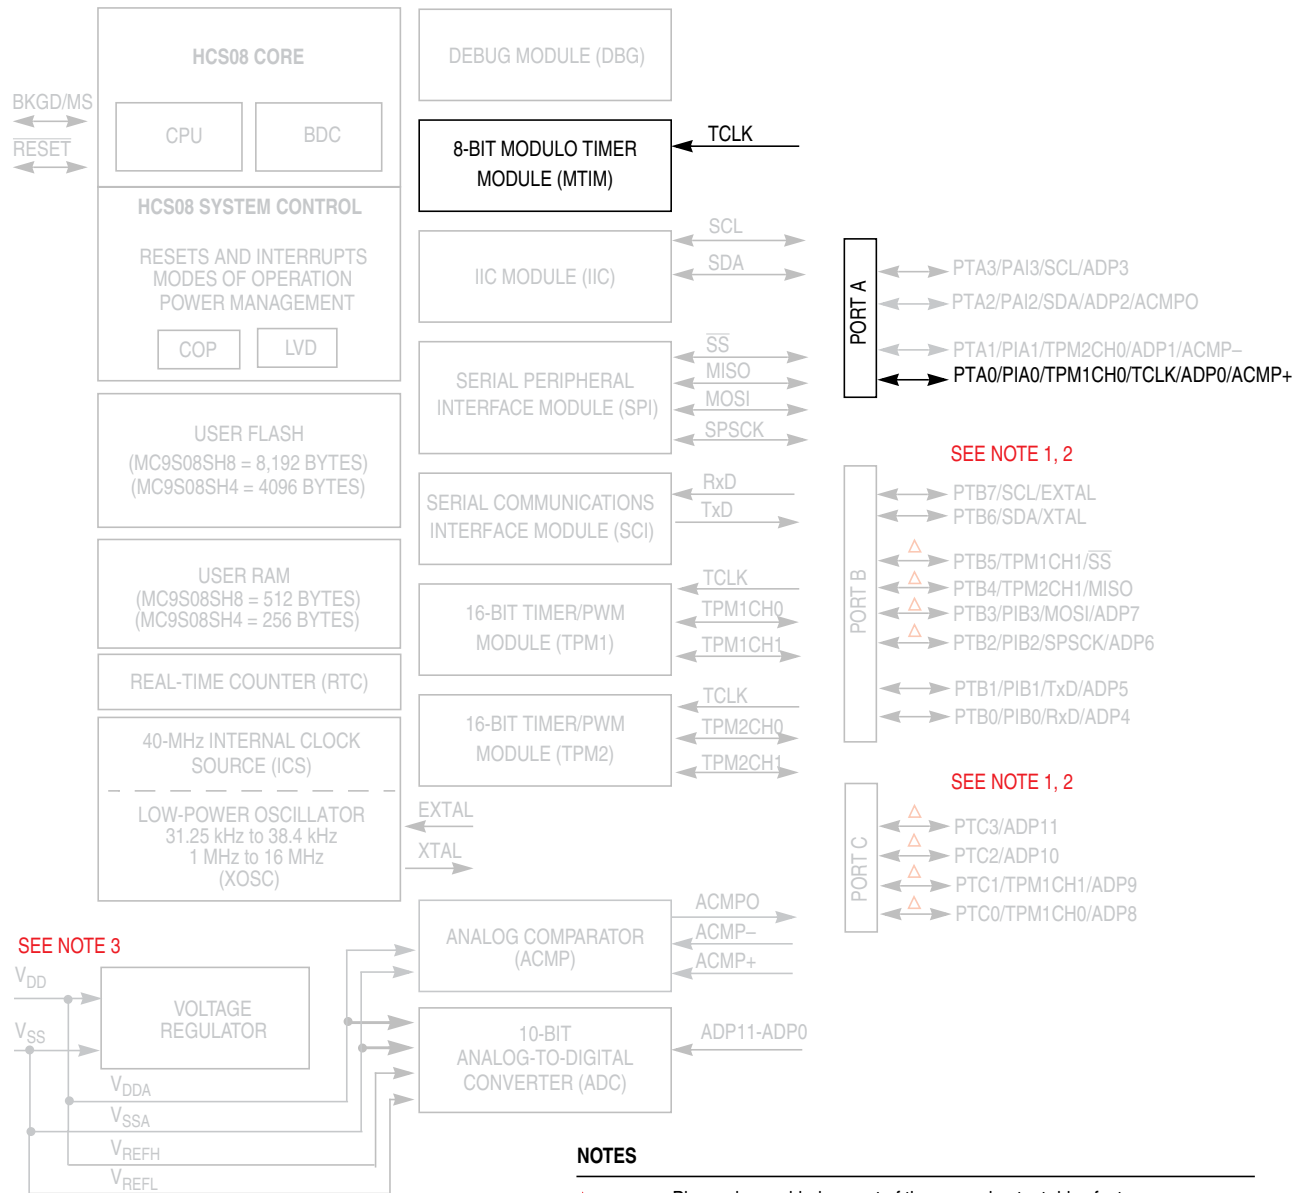 HCS08 CORE
CPU
BDC
BKGD/MS
RESET
HCS08 SYSTEM CONTROL
RESETS AND INTERRUPTS
MODES OF OPERATION
POWER MANAGEMENT
COP
LVD
USER FLASH
(MC9S08SH8 = 8,192 BYTES)
(MC9S08SH4 = 4096 BYTES)
USER RAM
(MC9S08SH8 = 512 BYTES)
(MC9S08SH4 = 256 BYTES)
REAL-TIME COUNTER (RTC)
40-MHz INTERNAL CLOCK
SOURCE (ICS)
LOW-POWER OSCILLATOR
31.25 kHz to 38.4 kHz
1 MHz to 16 MHz
(XOSC)
EXTAL
XTAL
SEE NOTE 3
VDD
VSS
VOLTAGE
REGULATOR
VDDA
VSSA
VREFH
VREFL
DEBUG MODULE (DBG)
8-BIT MODULO TIMER
MODULE (MTIM)
TCLK
IIC MODULE (IIC)
SCL
SDA
SERIAL PERIPHERAL
INTERFACE MODULE (SPI)
SS
MISO
MOSI
SPSCK
SERIAL COMMUNICATIONS
INTERFACE MODULE (SCI)
RxD
TxD
16-BIT TIMER/PWM
MODULE (TPM1)
TCLK
TPM1CH0
TPM1CH1
16-BIT TIMER/PWM
MODULE (TPM2)
TCLK
TPM2CH0
TPM2CH1
ANALOG COMPARATOR
(ACMP)
ACMPO
ACMP–
ACMP+
10-BIT
ANALOG-TO-DIGITAL
CONVERTER (ADC)
ADP11-ADP0
PORT A
PTA3/PAI3/SCL/ADP3
PTA2/PAI2/SDA/ADP2/ACMPO
PTA1/PIA1/TPM2CH0/ADP1/ACMP–
PTA0/PIA0/TPM1CH0/TCLK/ADP0/ACMP+
SEE NOTE 1, 2
PORT B
PTB7/SCL/EXTAL
PTB6/SDA/XTAL
PTB5/TPM1CH1/SS
PTB4/TPM2CH1/MISO
PTB3/PIB3/MOSI/ADP7
PTB2/PIB2/SPSCK/ADP6
PTB1/PIB1/TxD/ADP5
PTB0/PIB0/RxD/ADP4
SEE NOTE 1, 2
PORT C
PTC3/ADP11
PTC2/ADP10
PTC1/TPM1CH1/ADP9
PTC0/TPM1CH0/ADP8
NOTES